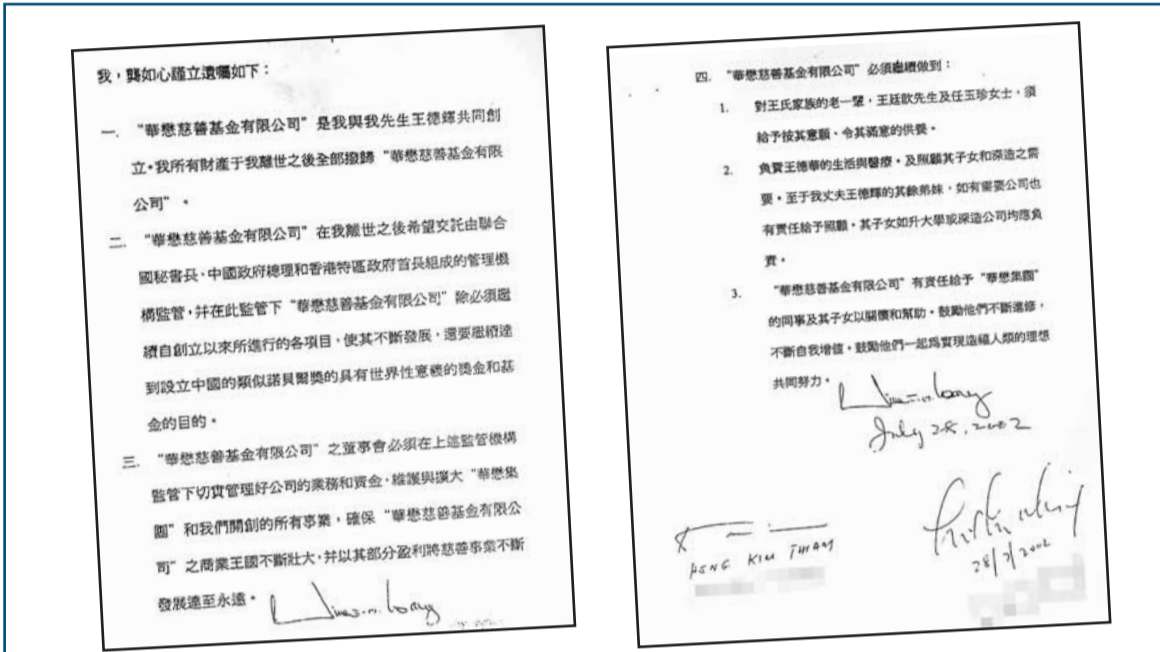 我，龔如心謹立遺囑如下：
一. “華懋慈善基金有限公司”是我與我先生王德輝共同創
立。我所有財產于我離世之後全部撥歸“華懋慈善基金有限
公司”。
二. “華懋慈善基金有限公司”在我離世之後希望交託由聯合
國秘書長、中國政府總理和香港特區政府首長組成的管理機
構監管，并在此監管下“華懋慈善基金有限公司”除必須繼
續自創立以來所進行的各項目，使其不斷發展，還要繼續達
到設立中國的類似諾貝爾獎的具有世界性意義的獎金和基
金的目的。
三. “華懋慈善基金有限公司”之董事會必須在上述監管機構
監管下切實管理好公司的業務和資金，維護與擴大“華懋集
團”和我們開創的所有事業，確保“華懋慈善基金有限公
司”之商業王國不斷壯大，并以其部分盈利將慈善事業不斷
發展達至永遠。
四. “華懋慈善基金有限公司”必須繼續做到：
1. 對王氏家族的老一輩，王廷歆先生及任玉珍女士，須
給予按其意願、令其滿意的供養。
2. 負責王德華的生活與醫療。及照顧其子女和深造之需
要。至于我丈夫王德輝的其餘弟妹，如有需要公司也
有責任給予照顧。其子女如升大學或深造公司均應負
責。
3. “華懋慈善基金有限公司”有責任給予“華懋集團”
的同事及其子女以關懷和幫助。鼓勵他們不斷進修，
不斷自我增值。鼓勵他們一起爲實現造福人類的理想
共同努力。
July 28, 2002
HENG KIM THIAM
28/7/2002